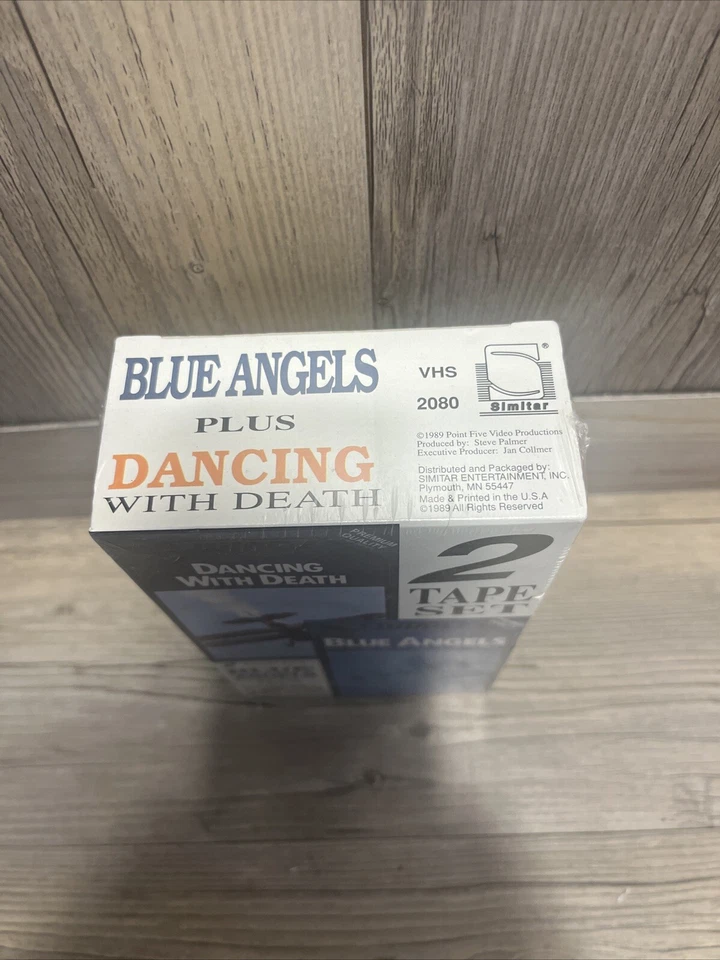 BLUE ANGELS
PLUS
DANCING
WITH DEATH
VHS
2080
®
Simitar
©1989 Point Five Video Productions
Produced by: Steve Palmer
Executive Producer: Jan Collmer
Distributed and Packaged by:
SIMITAR ENTERTAINMENT, INC.
Plymouth, MN 55447
Made & Printed in the U.S.A
©1989 All Rights Reserved
PREMIUM
QUALITY
DANCING
WITH DEATH
2
TAPE
SET
BLUE ANGELS